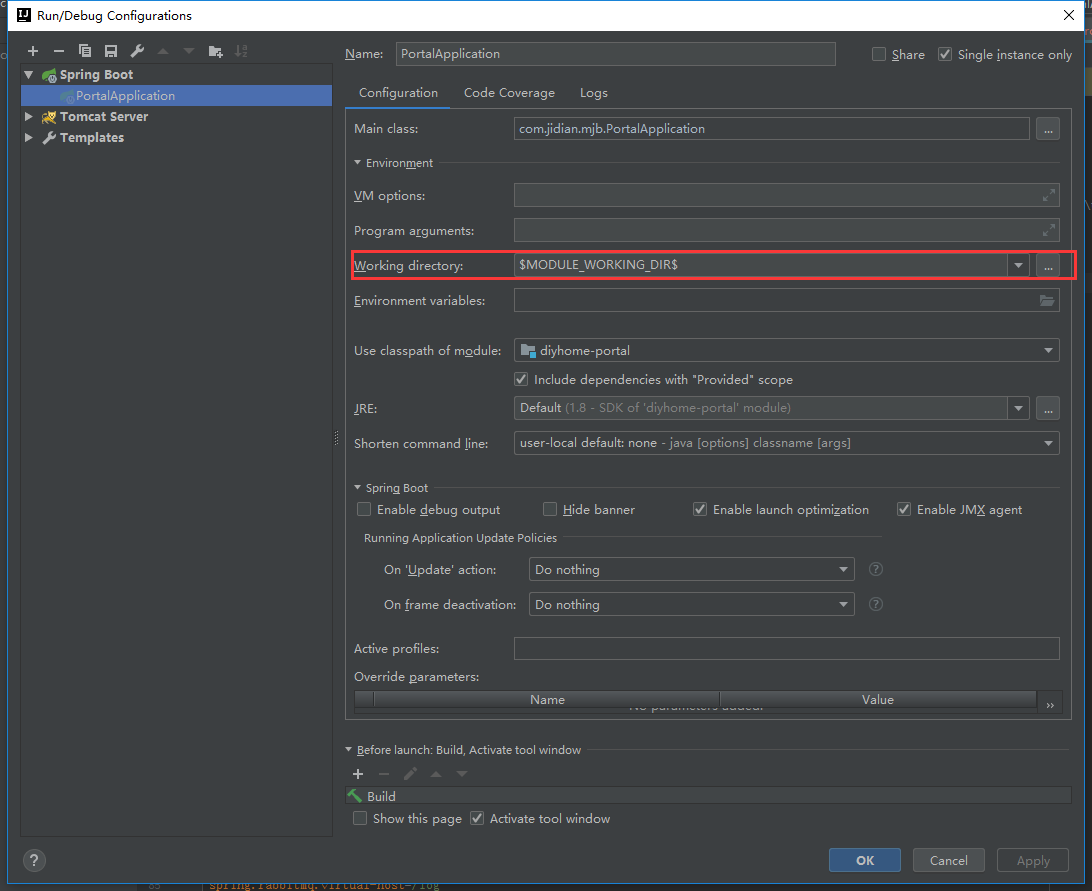 Run/Debug Configurations
Spring Boot
PortalApplication
Tomcat Server
Templates
Name: PortalApplication Share Single instance only
Configuration Code Coverage Logs
Main class: com.jidian.mjb.PortalApplication ...
Environment
VM options:
Program arguments:
Working directory: $MODULE_WORKING_DIR$ ...
Environment variables:
Use classpath of module: diyhome-portal
Include dependencies with "Provided" scope
JRE: Default (1.8 - SDK of 'diyhome-portal' module) ...
Shorten command line: user-local default: none - java [options] classname [args]
Spring Boot
Enable debug output Hide banner Enable launch optimization Enable JMX agent
Running Application Update Policies
On 'Update' action: Do nothing ?
On frame deactivation: Do nothing ?
Active profiles:
Override parameters:
Name Value
No parameters added. »
Before launch: Build, Activate tool window
Build
Show this page Activate tool window
? OK Cancel Apply
85 spring.rabbitmq.virtual-host=/log